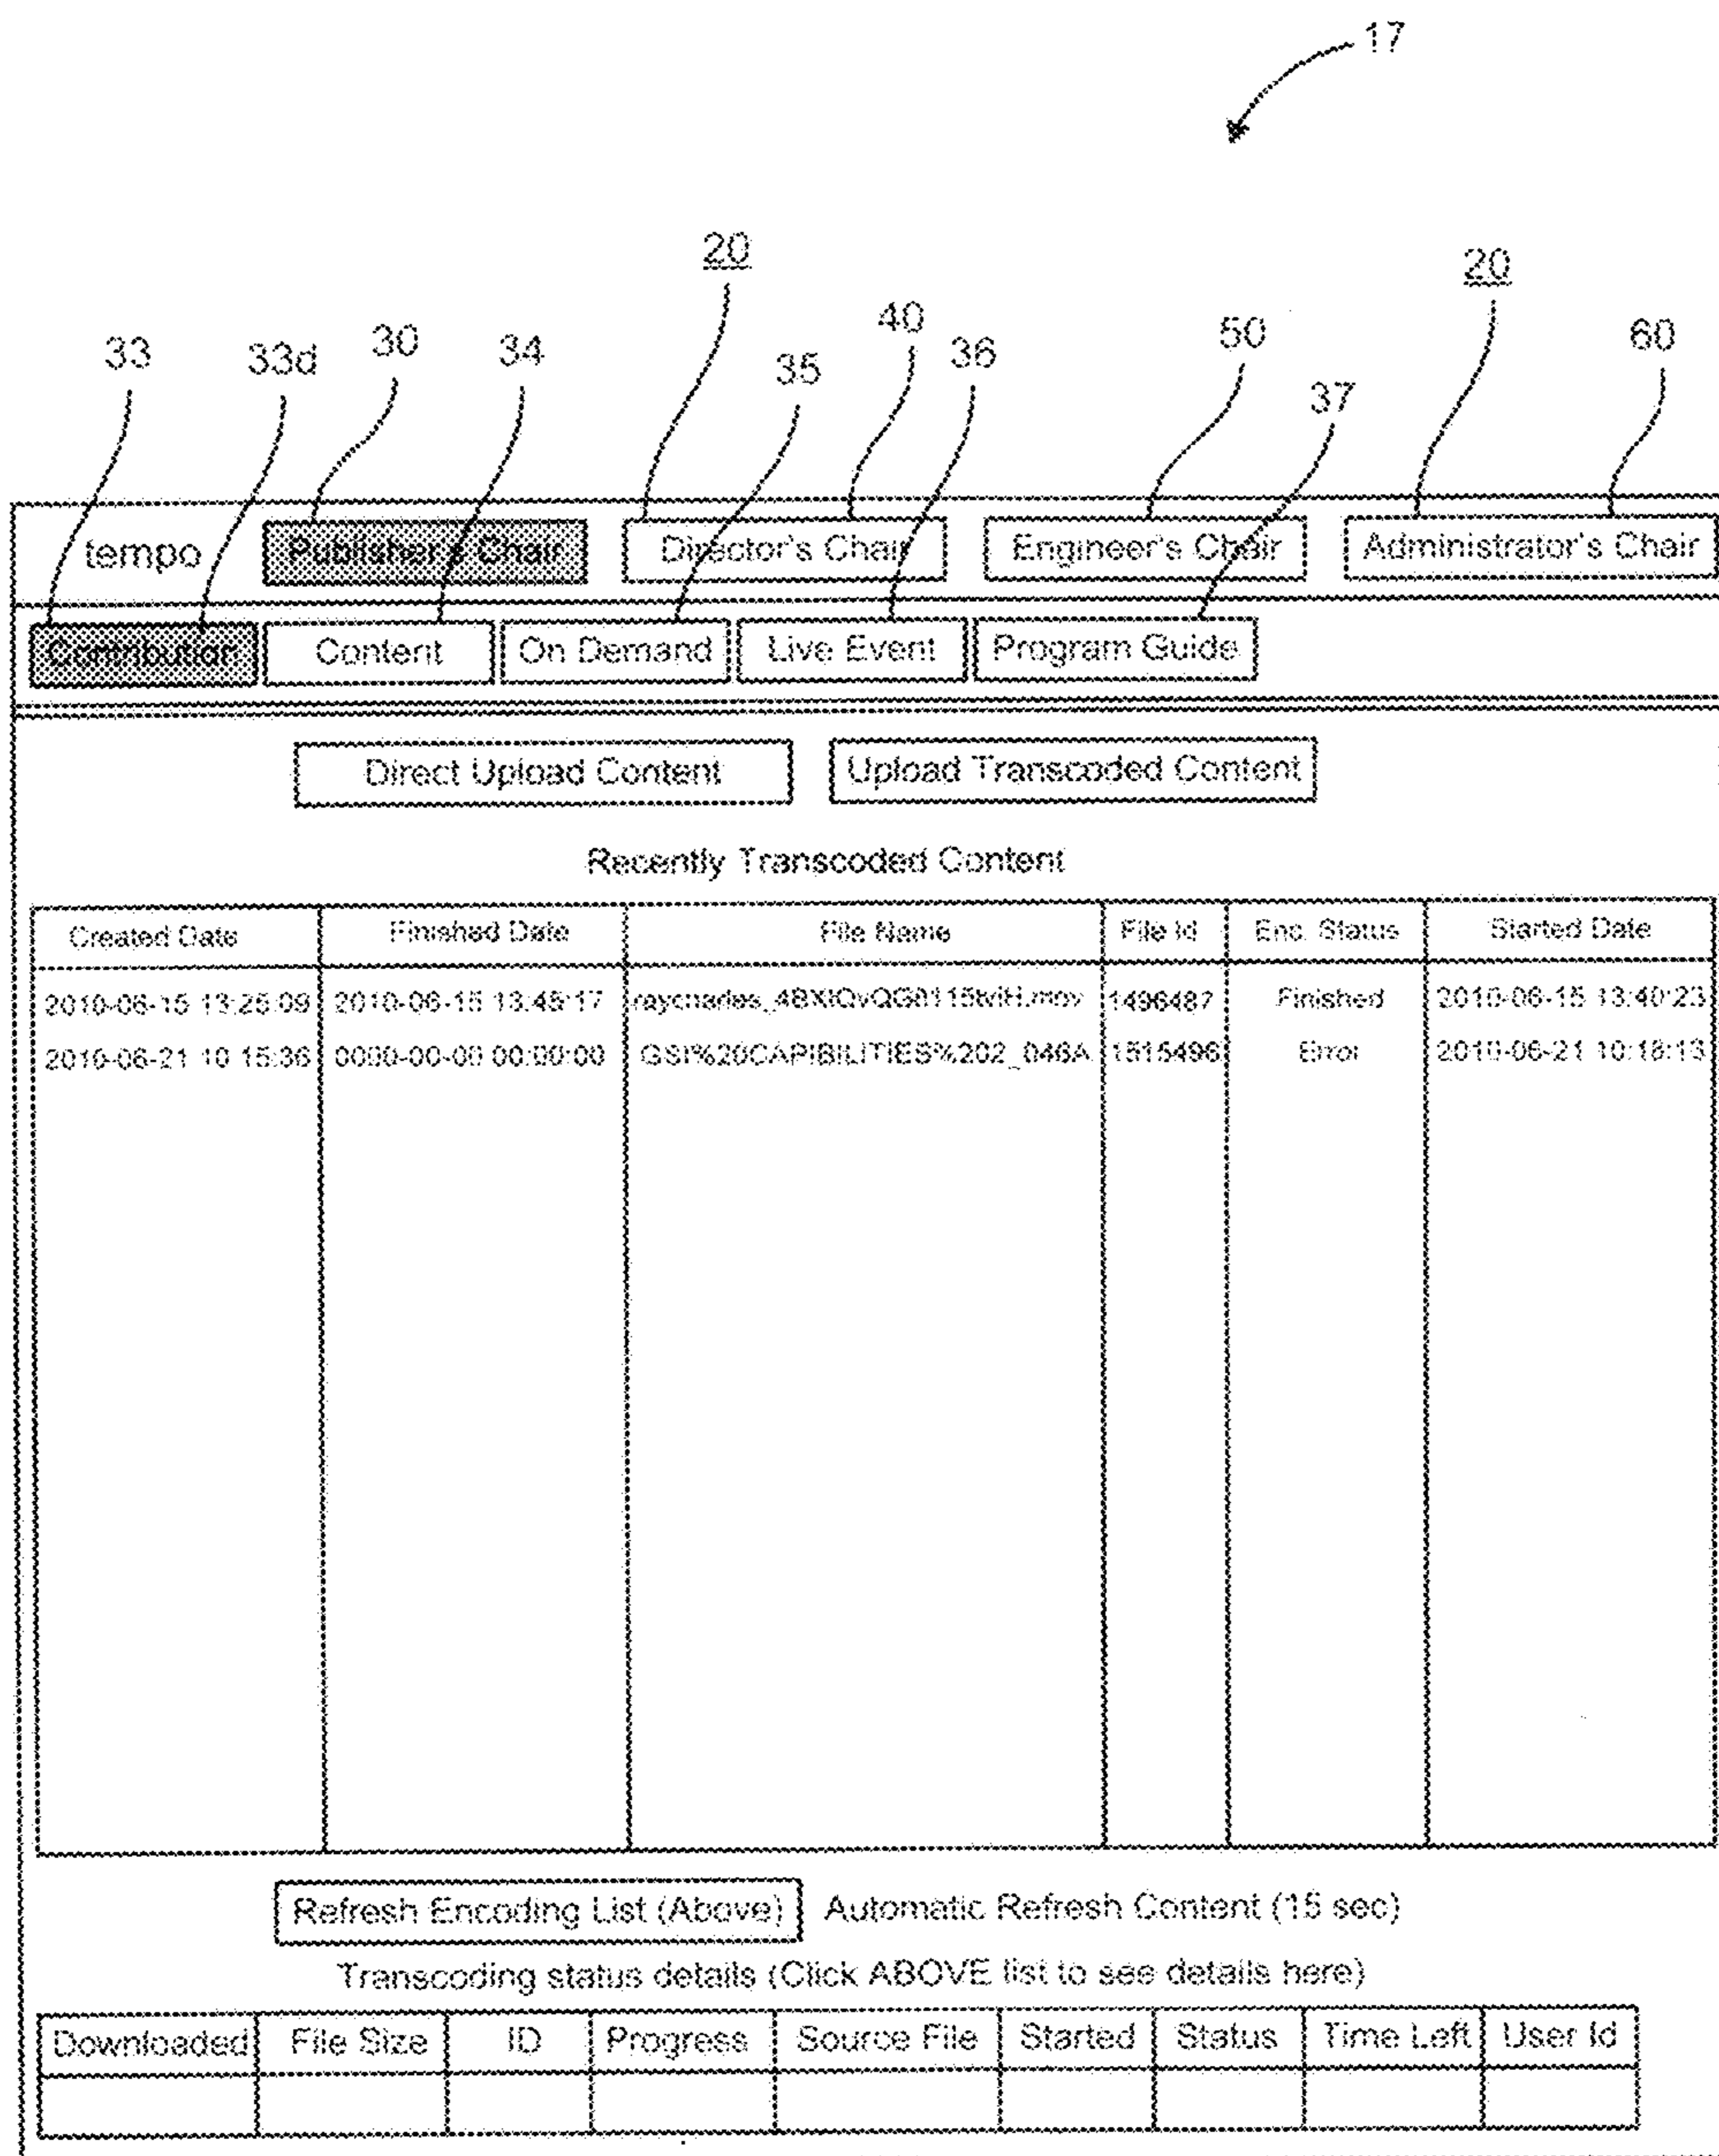 17
20 20
33 33d 30 34 35 40 36 50 37 60
tempo Publisher's Chair Director's Chair Engineer's Chair Administrator's Chair
Contribution Content On Demand Live Event Program Guide
Direct Upload Content Upload Transcoded Content
Recently Transcoded Content
Created Date Finished Date File Name File Id Enc. Status Started Date
2010-06-15 13:25:09 2010-06-15 13:45:17 1496487 Finished 2010-06-15 13:40:23
2010-06-21 10:15:36 0000-00-00 00:00:00 GSI%20CAPIBILITIES%202_046A 1515496 Error 2010-06-21 10:18:13
Refresh Encoding List (Above) Automatic Refresh Content (15 sec)
Transcoding status details (Click ABOVE list to see details here)
Downloaded File Size ID Progress Source File Started Status Time Left User Id